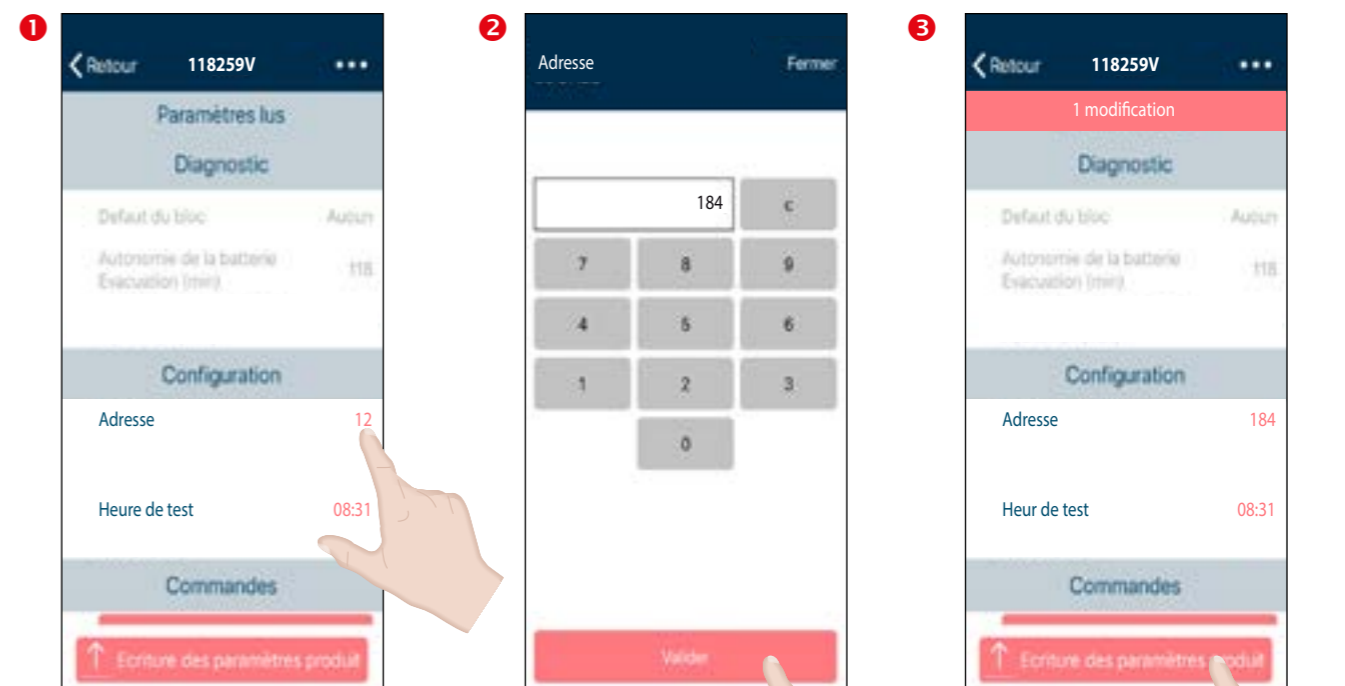 1
Retour 118259V
Paramètres lus
Diagnostic
Defaut du bloc Aucun
Autonomie de la batterie 118
Evacuation (min)
Configuration
Adresse 12
Heure de test 08:31
Commandes
Ecriture des paramètres produit
2
Adresse Fermer
184 c
7 8 9
4 5 6
1 2 3
0
Valider
3
Retour 118259V
1 modification
Diagnostic
Defaut du bloc Aucun
Autonomie de la batterie 118
Evacuation (min)
Configuration
Adresse 184
Heur de test 08:31
Commandes
Ecriture des paramètres produit